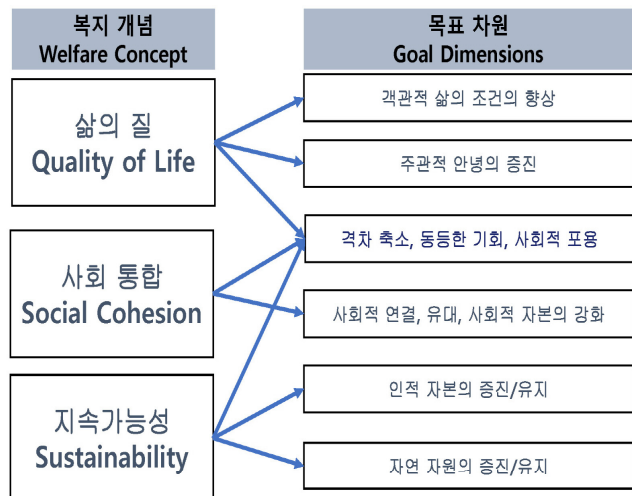 복지 개념
Welfare Concept
목표 차원
Goal Dimensions
삶의 질
Quality of Life
사회 통합
Social Cohesion
지속가능성
Sustainability
객관적 삶의 조건의 향상
주관적 안녕의 증진
격차 축소, 동등한 기회, 사회적 포용
사회적 연결, 유대, 사회적 자본의 강화
인적 자본의 증진/유지
자연 자원의 증진/유지